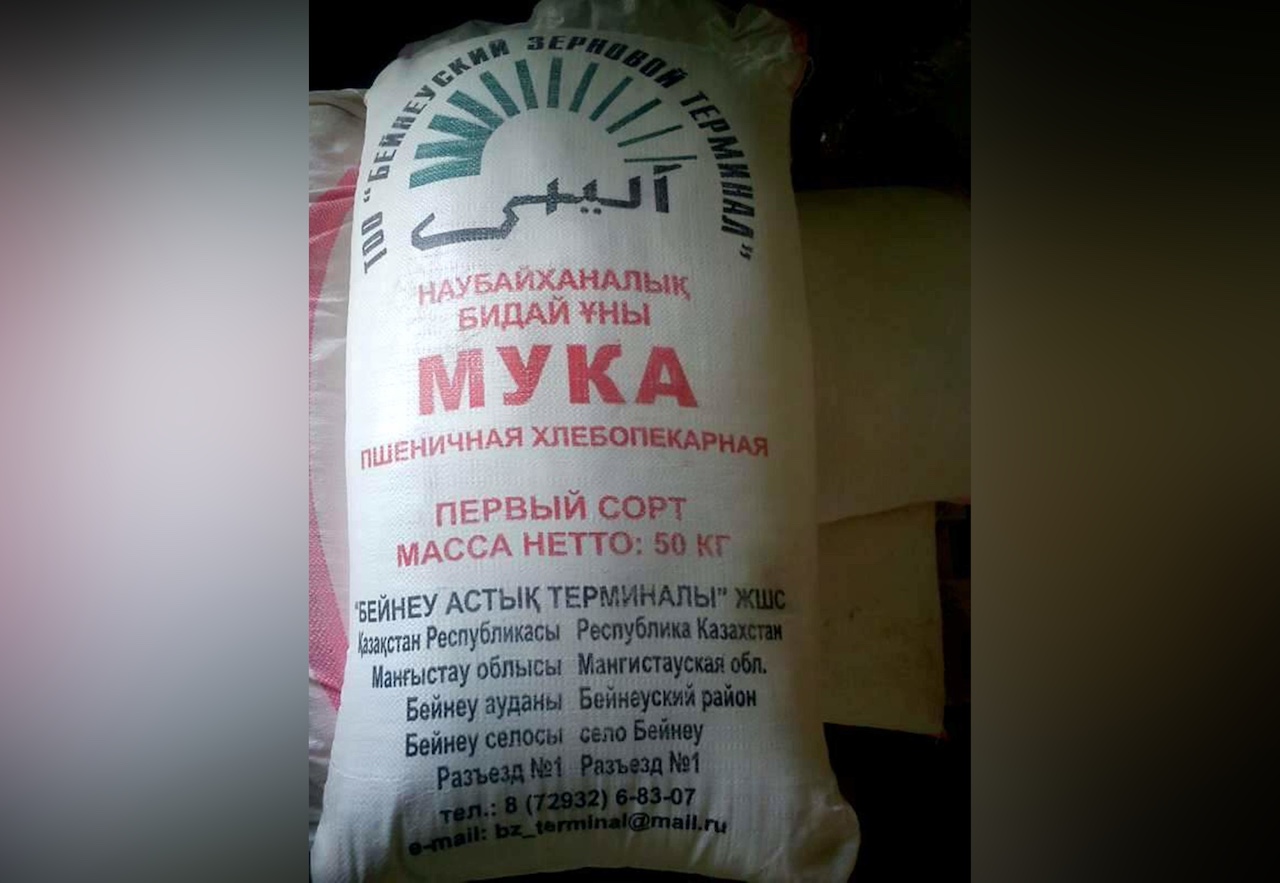 ТОО "БЕЙНЕУСКИЙ ЗЕРНОВОЙ ТЕРМИНАЛ"
НАУБАЙХАНАЛЫҚ
БИДАЙ ҰНЫ
МУКА
ПШЕНИЧНАЯ ХЛЕБОПЕКАРНАЯ
ПЕРВЫЙ СОРТ
МАССА НЕТТО: 50 КГ
"БЕЙНЕУ АСТЫҚ ТЕРМИНАЛЫ" ЖШС
Қазақстан Республикасы Республика Казахстан
Манғыстау облысы Мангистауская обл.
Бейнеу ауданы Бейнеуский район
Бейнеу селосы село Бейнеу
Разъезд №1 Разъезд №1
тел.: 8 (72932) 6-83-07
e-mail: bz_terminal@mail.ru